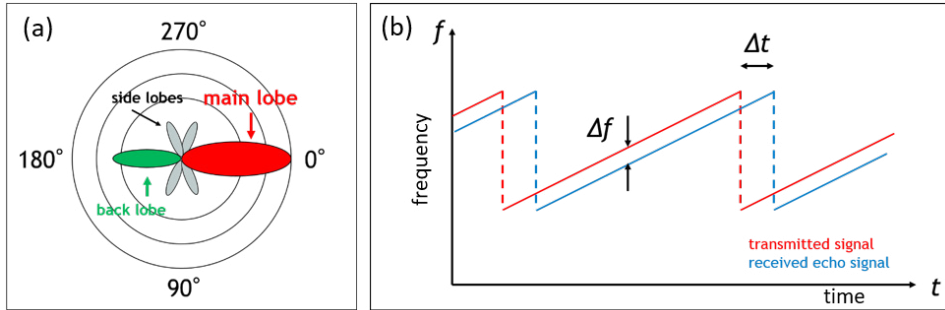 (a)
270°
side lobes
main lobe
180°
0°
back lobe
90°
(b)
f
Δt
Δf
frequency
transmitted signal
received echo signal
time
t